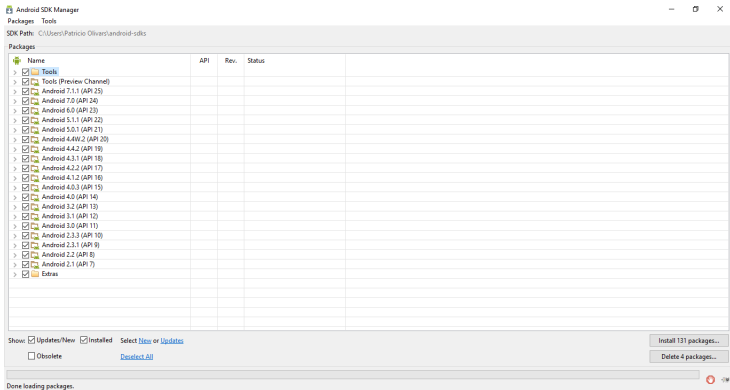 Android SDK Manager
Packages Tools
SDK Path: C:\Users\Patricio Olivars\android-sdks
Packages
Name API Rev. Status
Tools
Tools (Preview Channel)
Android 7.1.1 (API 25)
Android 7.0 (API 24)
Android 6.0 (API 23)
Android 5.1.1 (API 22)
Android 5.0.1 (API 21)
Android 4.4W.2 (API 20)
Android 4.4.2 (API 19)
Android 4.3.1 (API 18)
Android 4.2.2 (API 17)
Android 4.1.2 (API 16)
Android 4.0.3 (API 15)
Android 4.0 (API 14)
Android 3.2 (API 13)
Android 3.1 (API 12)
Android 3.0 (API 11)
Android 2.3.3 (API 10)
Android 2.3.1 (API 9)
Android 2.2 (API 8)
Android 2.1 (API 7)
Extras
Show: Updates/New Installed Select New or Updates Install 131 packages...
Obsolete Deselect All Delete 4 packages...
Done loading packages.